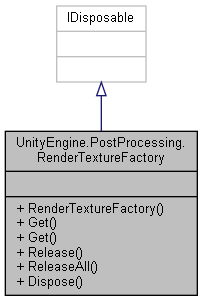 IDisposable
UnityEngine.PostProcessing.
RenderTextureFactory
+ RenderTextureFactory()
+ Get()
+ Get()
+ Release()
+ ReleaseAll()
+ Dispose()